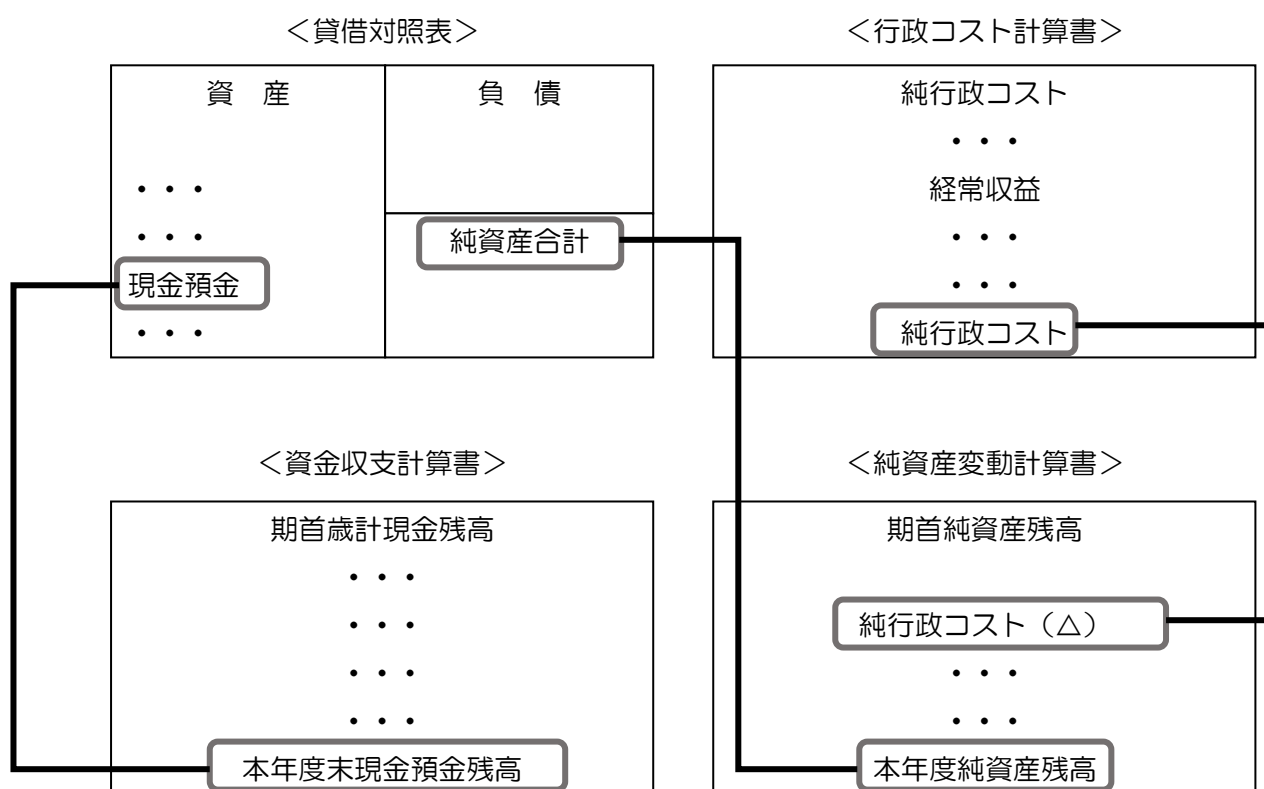 ＜貸借対照表＞
資　産
・・・
・・・
現金預金
・・・
負　債
純資産合計
＜行政コスト計算書＞
純行政コスト
・・・
経常収益
・・・
・・・
純行政コスト
＜資金収支計算書＞
期首歳計現金残高
・・・
・・・
・・・
・・・
本年度末現金預金残高
＜純資産変動計算書＞
期首純資産残高
純行政コスト（△）
・・・
・・・
本年度純資産残高